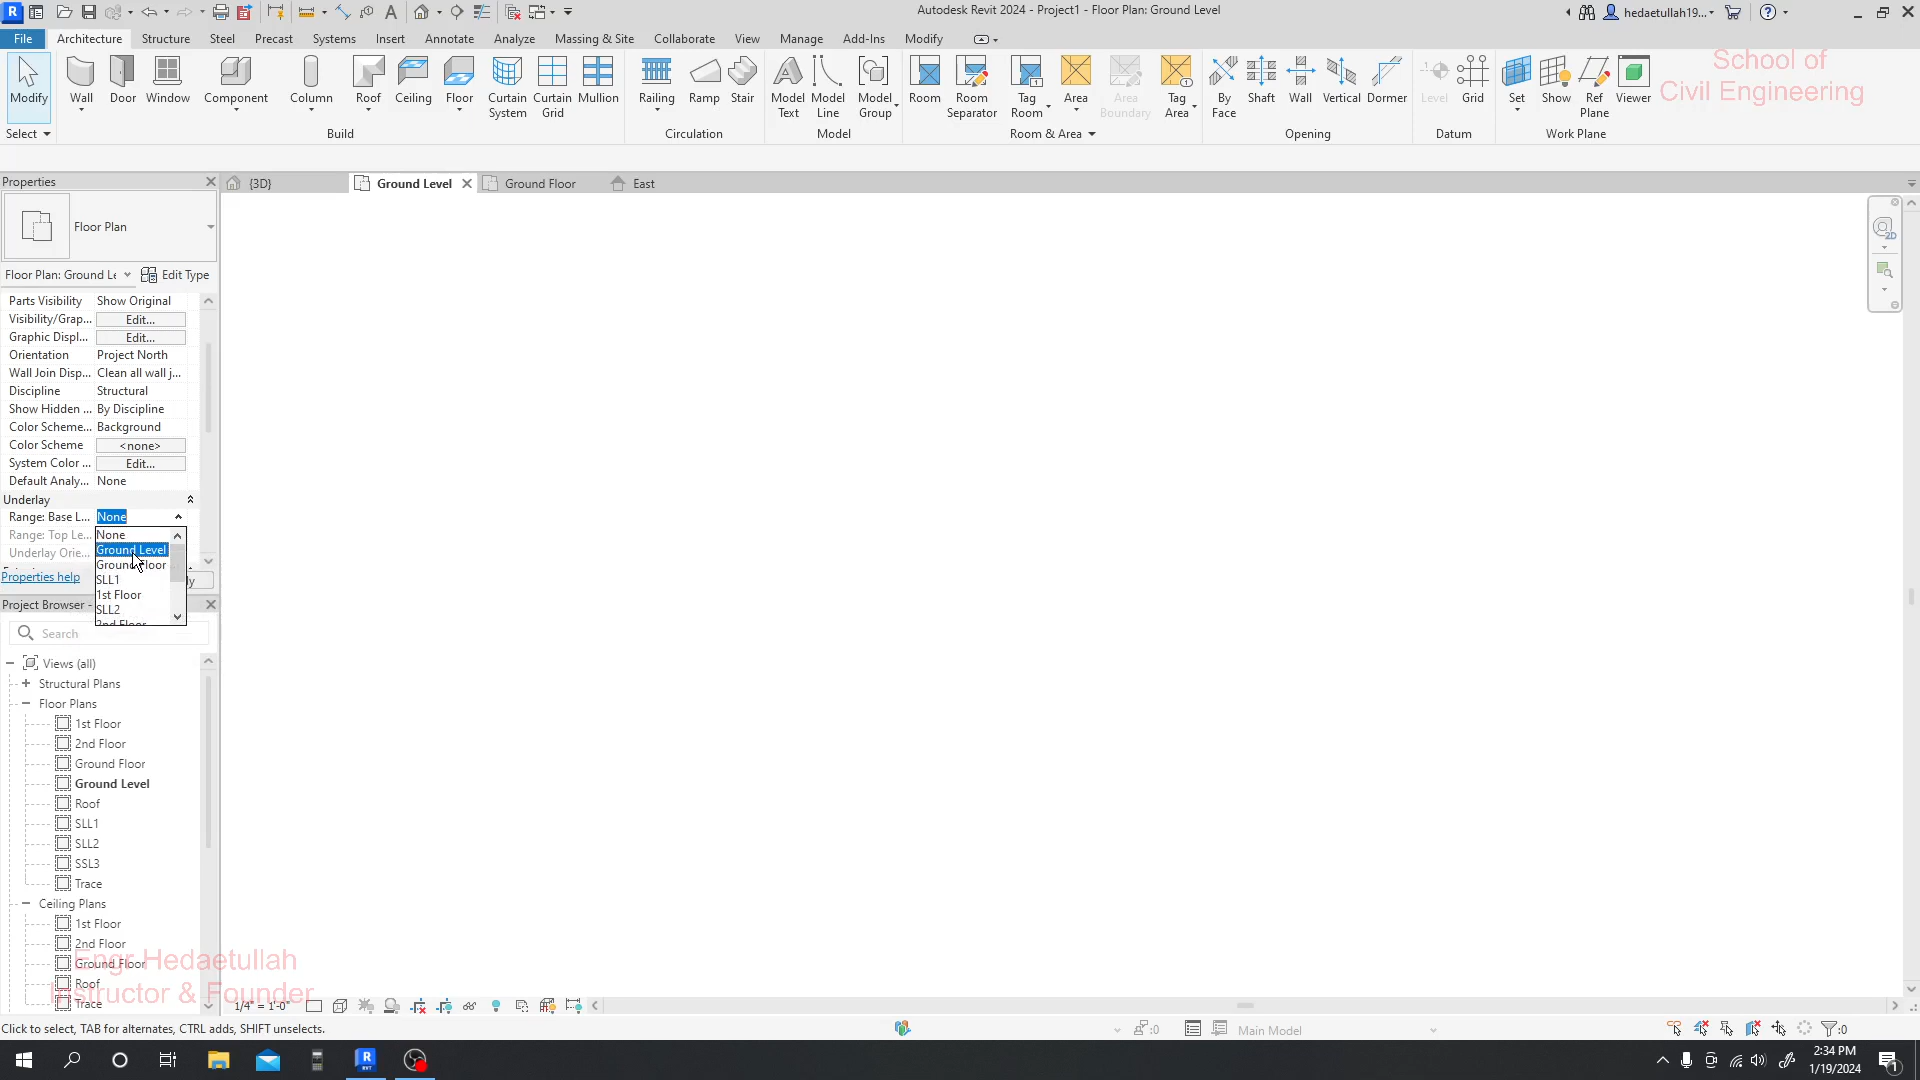 Autodesk Revit 2024 - Project1 - Floor Plan: Ground Level
hedaetullah19...
File Architecture Structure Steel Precast Systems Insert Annotate Analyze Massing & Site Collaborate View Manage Add-Ins Modify
Modify Wall Door Window Component Column Roof Ceiling Floor Curtain System Curtain Grid Mullion Railing Ramp Stair Model Text Model Line Model Group Room Room Separator Tag Room Area Area Boundary Tag Area By Face Shaft Wall Vertical Dormer Level Grid Set Show Ref Plane Viewer
Select Build Circulation Model Room & Area Opening Datum Work Plane
School of
Civil Engineering
Properties
{3D} Ground Level Ground Floor East
Floor Plan
Floor Plan: Ground Le Edit Type
Parts Visibility Show Original
Visibility/Grap... Edit...
Graphic Displ... Edit...
Orientation Project North
Wall Join Disp... Clean all wall j...
Discipline Structural
Show Hidden ... By Discipline
Color Scheme... Background
Color Scheme <none>
System Color ... Edit...
Default Analy... None
Underlay
Range: Base L... None
Range: Top Le...
Underlay Orie...
None
Ground Level
Ground Floor
SLL1
1st Floor
SLL2
2nd Floor
Properties help
Project Browser -
Search
Views (all)
Structural Plans
Floor Plans
1st Floor
2nd Floor
Ground Floor
Ground Level
Roof
SLL1
SLL2
SSL3
Trace
Ceiling Plans
1st Floor
2nd Floor
Ground Floor
Roof
Trace
Engr Hedaetullah
Instructor & Founder
1/4" = 1'-0"
Click to select, TAB for alternates, CTRL adds, SHIFT unselects.
:0
Main Model
:0
2:34 PM
1/19/2024